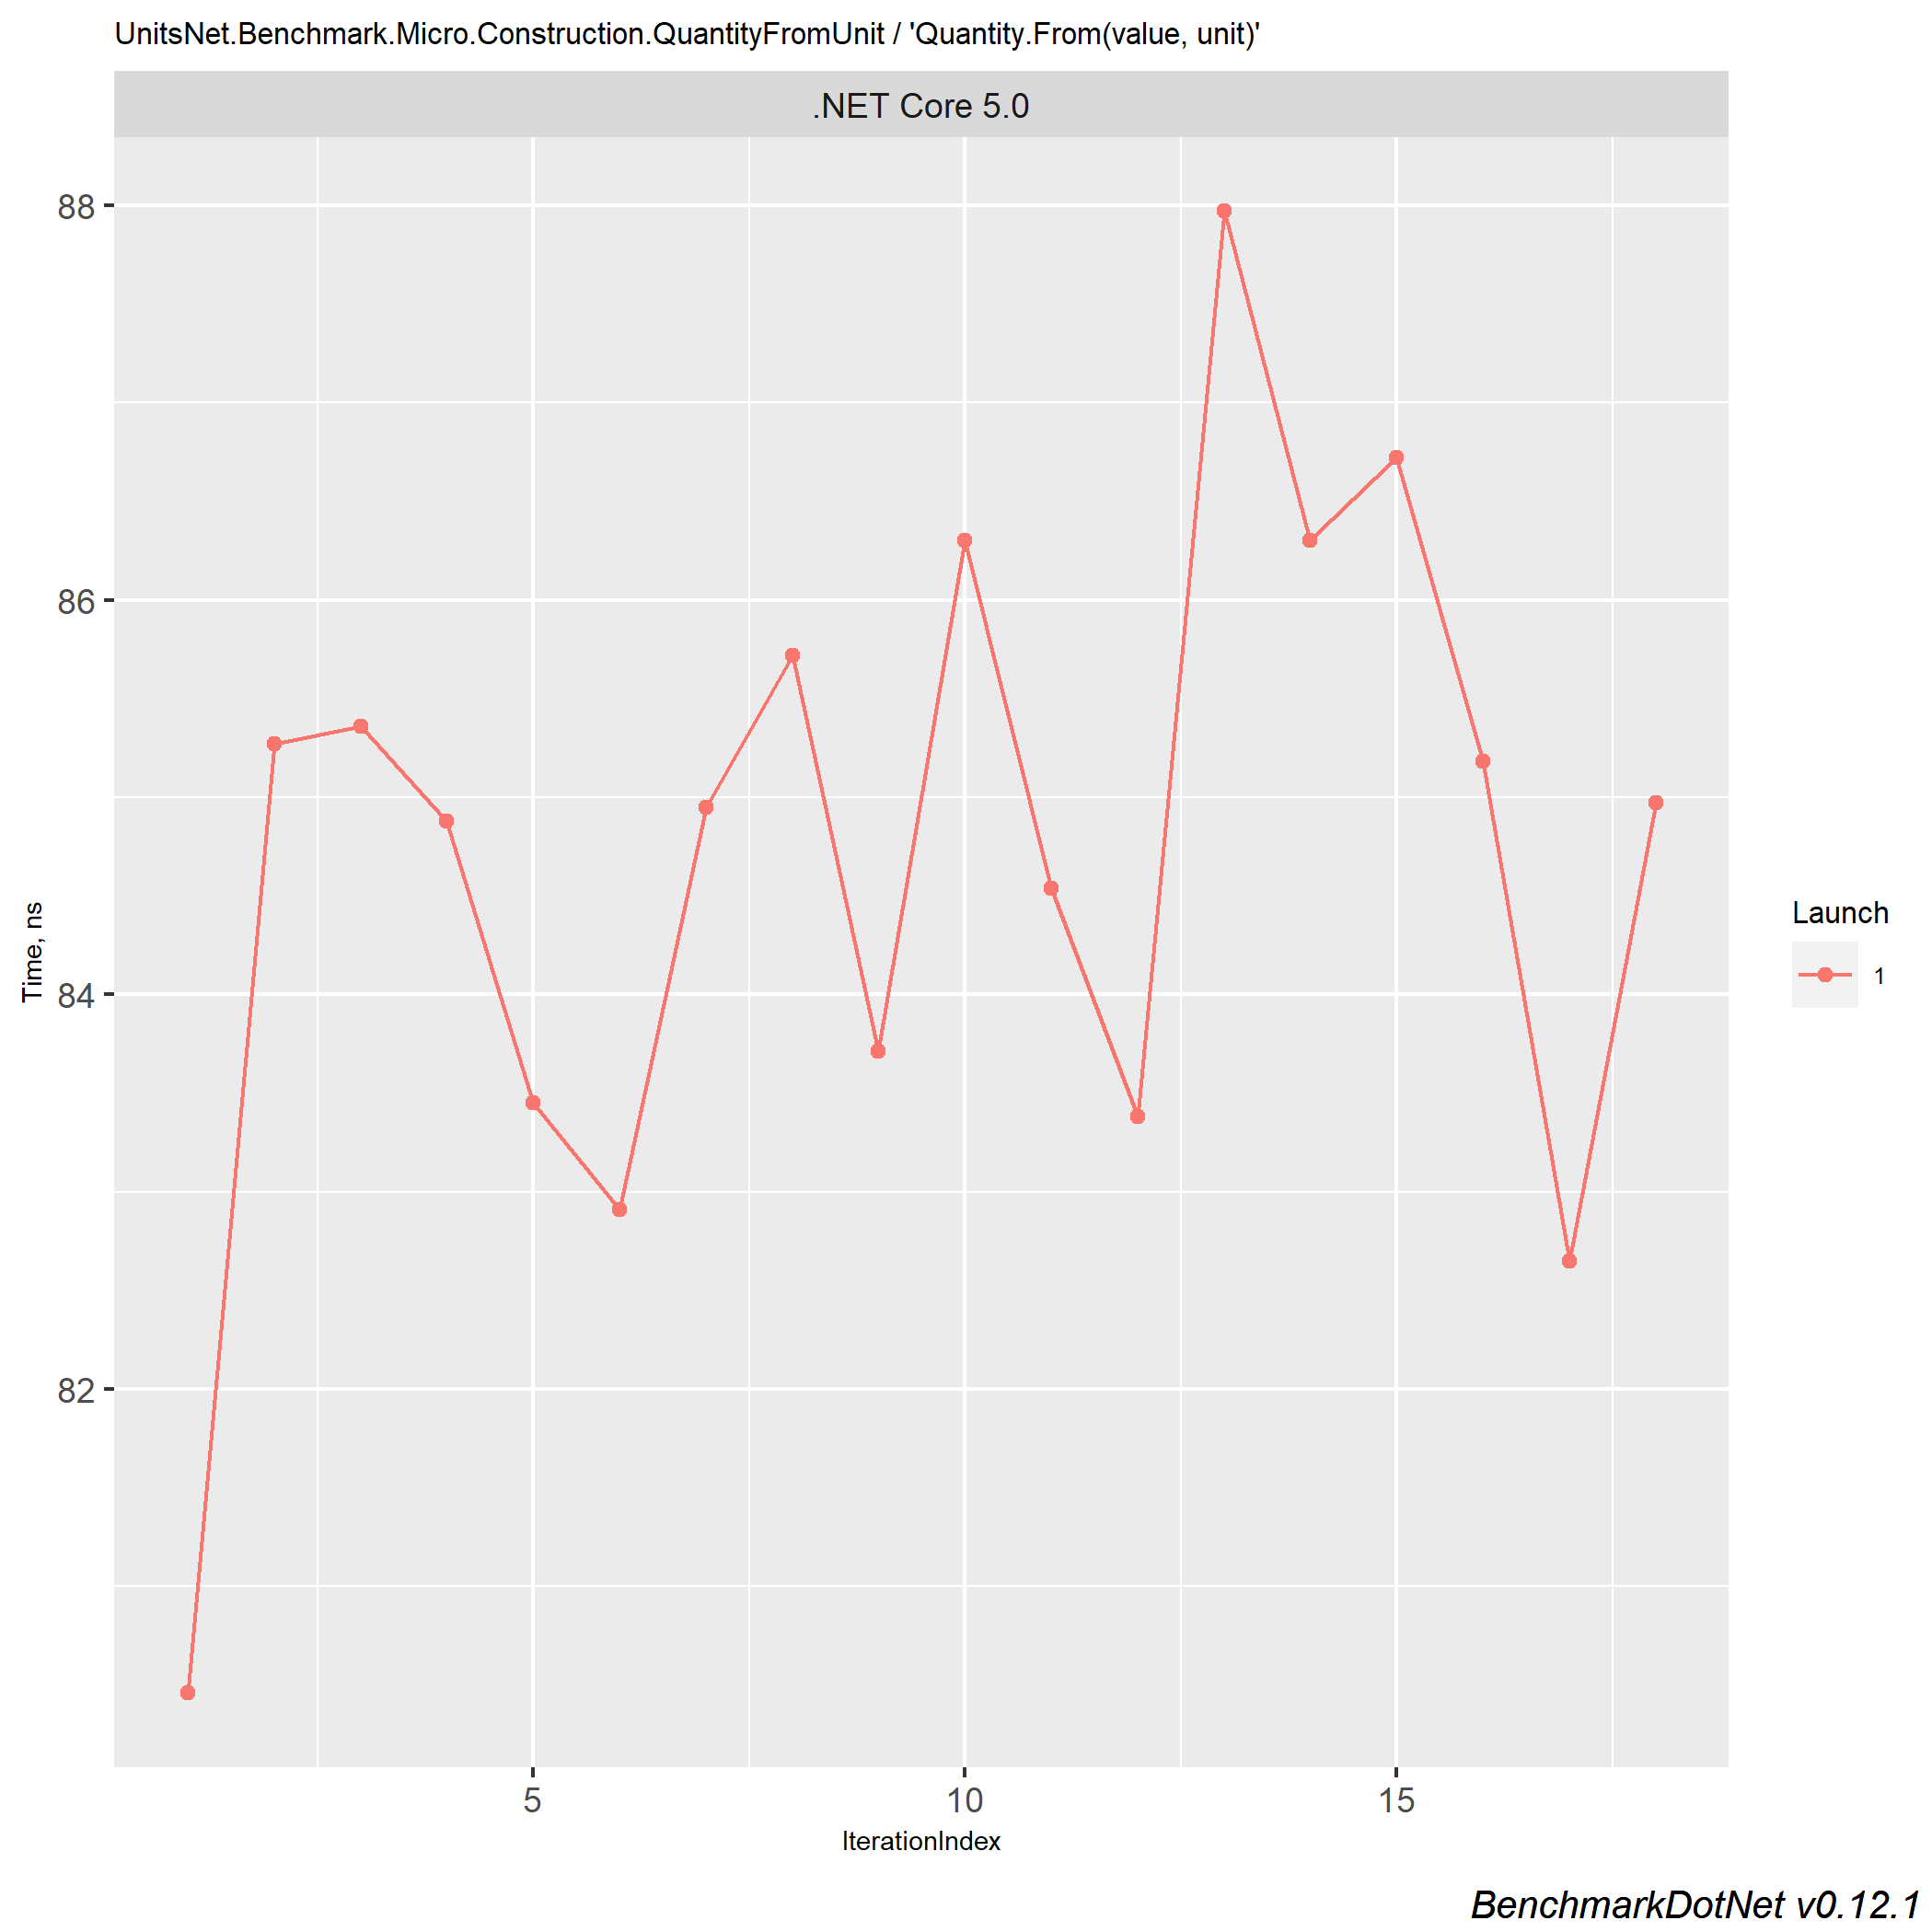 UnitsNet.Benchmark.Micro.Construction.QuantityFromUnit / 'Quantity.From(value, unit)'
.NET Core 5.0
88
86
84
82
Time, ns
5 10 15
IterationIndex
Launch
1
BenchmarkDotNet v0.12.1